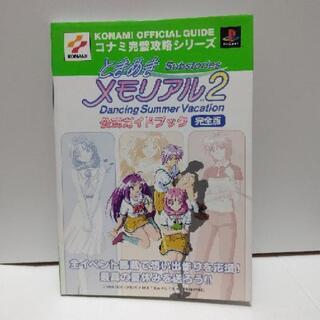 KONAMI OFFICIAL GUIDE
コナミ完璧攻略シリーズ
KONAMI
ときめき Substories
メモリアル2
Dancing Summer Vacation
公式ガイドブック 完全版
全イベント網羅で想い出作りを応援!
最高の夏休みを送ろう!!